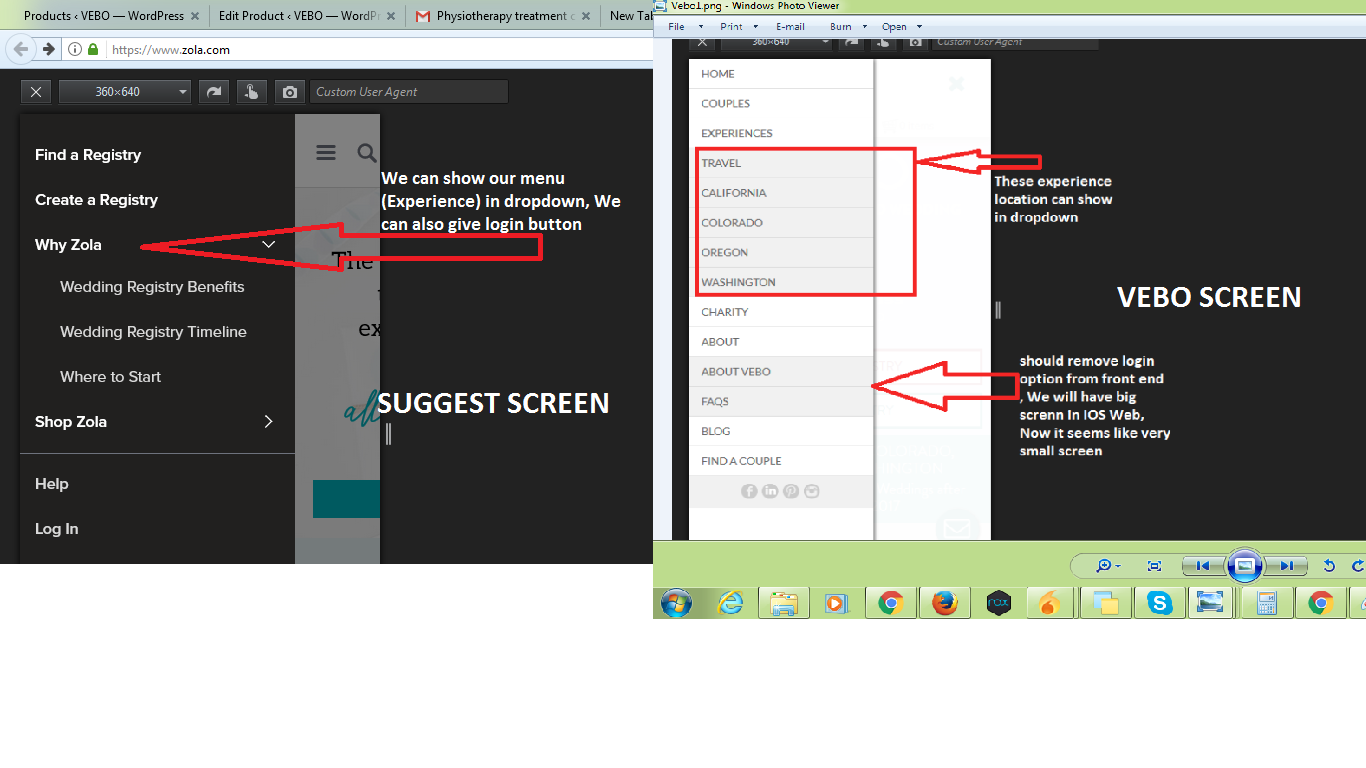 Products ‹ VEBO — WordPress
Edit Product ‹ VEBO — WordPr
Physiotherapy treatment c
New Tab
https://www.zola.com
360×640
Custom User Agent
Find a Registry
Create a Registry
Why Zola
Wedding Registry Benefits
Wedding Registry Timeline
Where to Start
Shop Zola
Help
Log In
The
ex
all
We can show our menu
(Experience) in dropdown, We
can also give login button
SUGGEST SCREEN
Vebo1.png - Windows Photo Viewer
File
Print
E-mail
Burn
Open
360×640
Custom User Agent
HOME
COUPLES
EXPERIENCES
TRAVEL
CALIFORNIA
COLORADO
OREGON
WASHINGTON
CHARITY
ABOUT
ABOUT VEBO
FAQS
BLOG
FIND A COUPLE
These experience
location can show
in dropdown
VEBO SCREEN
should remove login
option from front end
, We will have big
screnn In IOS Web,
Now it seems like very
small screen
rox